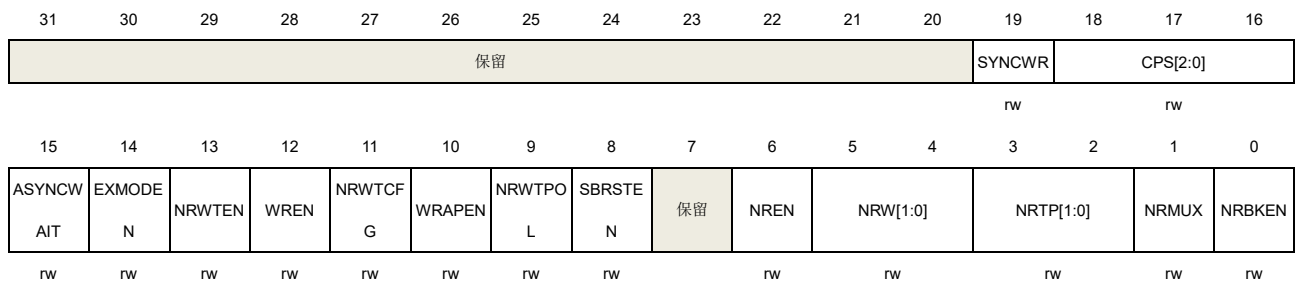 31 30 29 28 27 26 25 24 23 22 21 20 19 18 17 16
保留 SYNCWR CPS[2:0]
rw rw
15 14 13 12 11 10 9 8 7 6 5 4 3 2 1 0
ASYNCW EXMODE NRWTCF NRWTPO SBRSTE
NRWTEN WREN WRAPEN 保留 NREN NRW[1:0] NRTP[1:0] NRMUX NRBKEN
AIT N G L N
rw rw rw rw rw rw rw rw rw rw rw rw rw